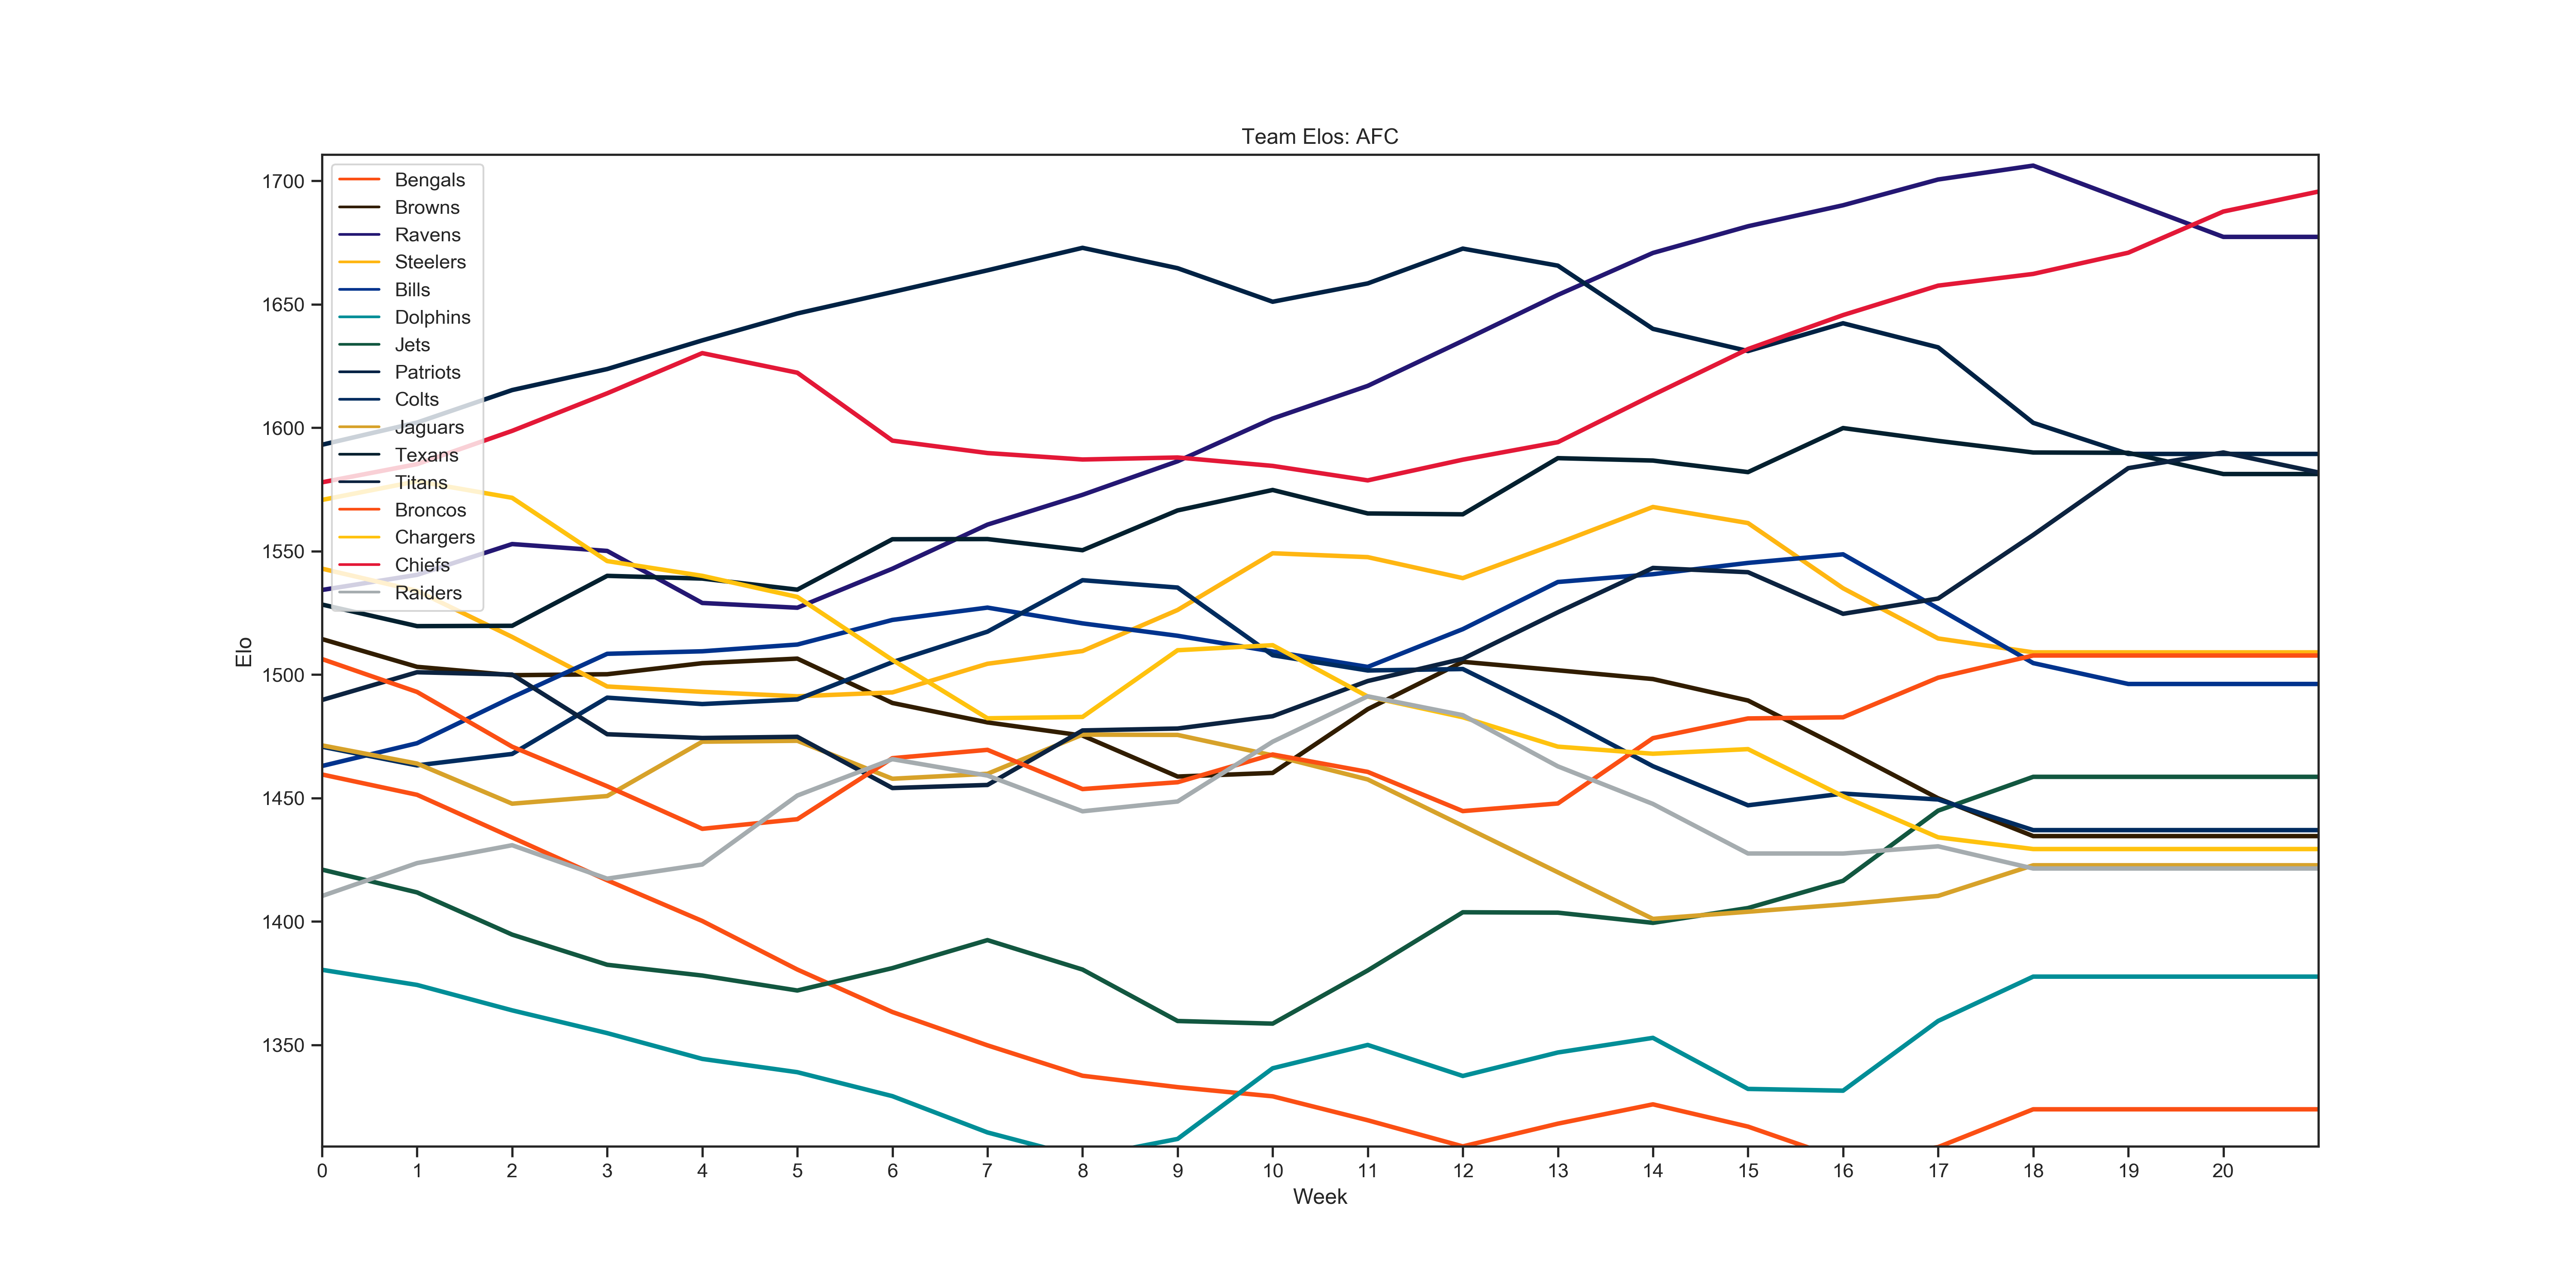 Team Elos: AFC
1700
1650
1600
1550
1500
1450
1400
1350
Elo
Bengals
Browns
Ravens
Steelers
Bills
Dolphins
Jets
Patriots
Colts
Jaguars
Texans
Titans
Broncos
Chargers
Chiefs
Raiders
0 1 2 3 4 5 6 7 8 9 10 11 12 13 14 15 16 17 18 19 20
Week